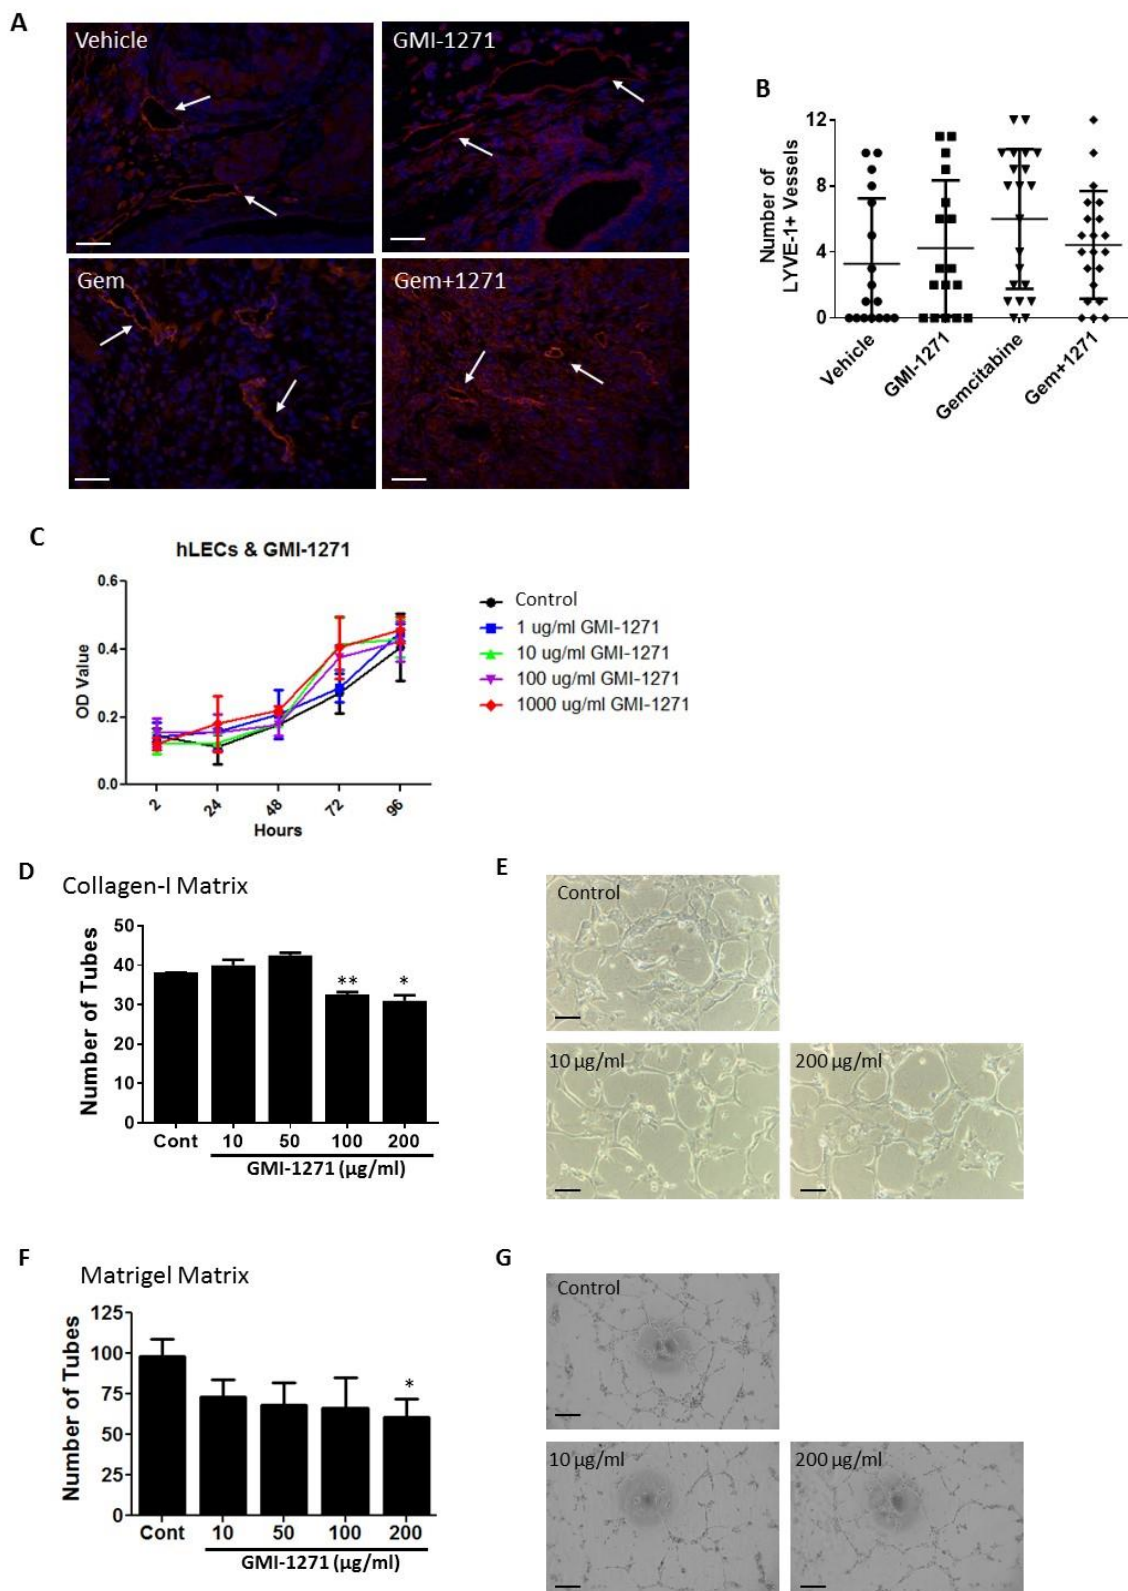 A
Vehicle
GMI-1271
Gem
Gem+1271
B
Number of
LYVE-1+ Vessels
12
8
4
0
Vehicle
GMI-1271
Gemcitabine
Gem+1271
C
hLECs & GMI-1271
OD Value
0.6
0.4
0.2
0.0
2
24
48
72
96
Hours
Control
1 ug/ml GMI-1271
10 ug/ml GMI-1271
100 ug/ml GMI-1271
1000 ug/ml GMI-1271
D
Collagen-I Matrix
Number of Tubes
50
40
30
40
30
0
** *
Cont 10 50 100 200
GMI-1271 (µg/ml)
E
Control
10 µg/ml
200 µg/ml
F
Matrigel Matrix
Number of Tubes
125
100
75
50
25
0
*
Cont 10 50 100 200
GMI-1271 (µg/ml)
G
Control
10 µg/ml
200 µg/ml